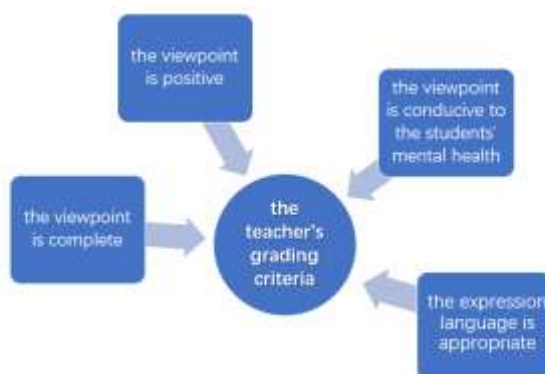 the viewpoint
is positive
the viewpoint
is conducive to
the students'
mental health
the viewpoint
is complete
the
teacher's
grading
criteria
the expression
language is
appropriate